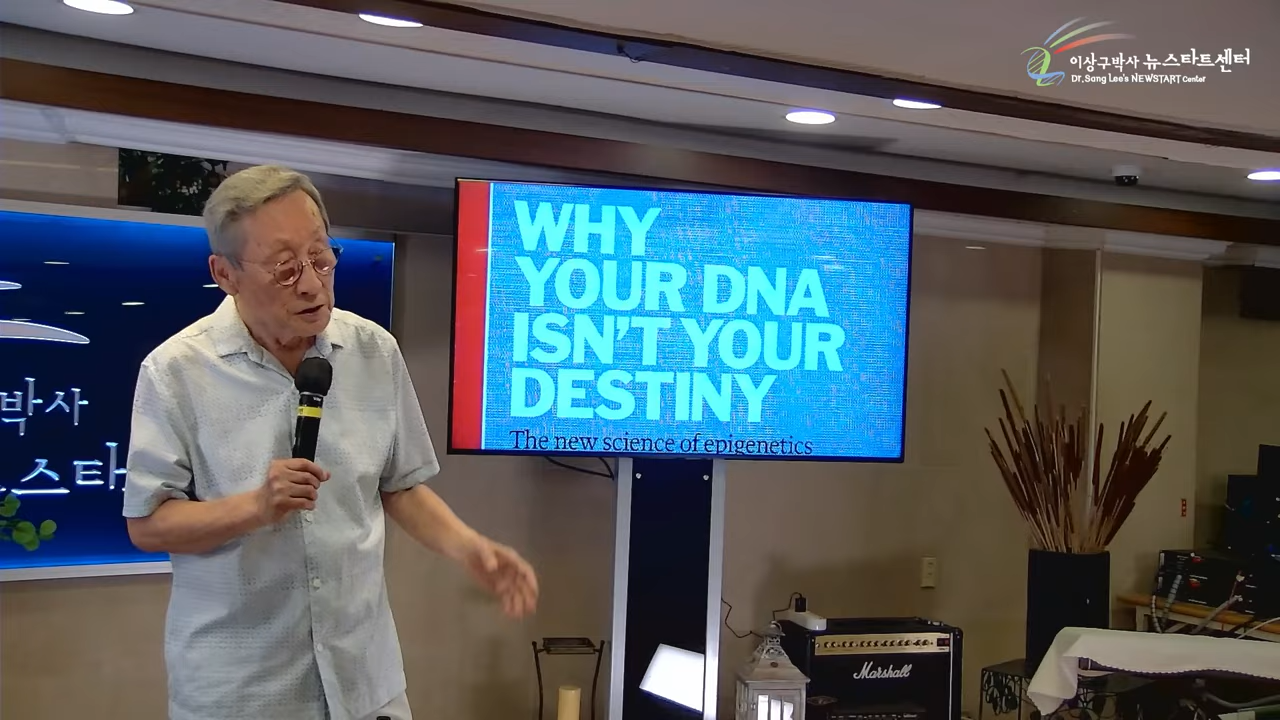 이상구박사 뉴스타트센터
Dr. Sang Lee's NEWSTART Center
WHY
YOUR DNA
ISN'T YOUR
DESTINY
The new science of epigenetics
박사
스타
Marshall